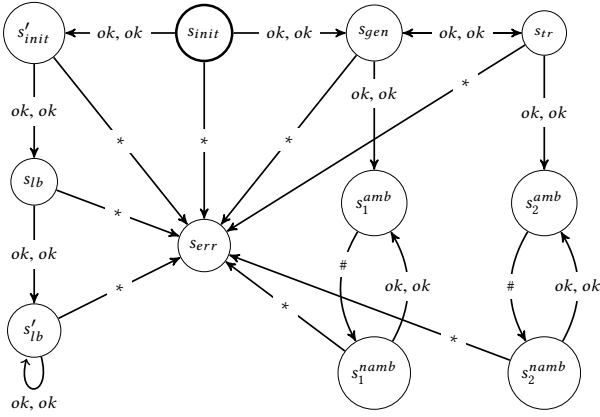 s'init ok, ok sinit ok, ok sgen ok, ok str
ok, ok ok, ok ok, ok
* * * *
slb * s1amb s2amb
ok, ok serr # ok, ok # ok, ok
s'lb * * *
s1namb s2namb
ok, ok